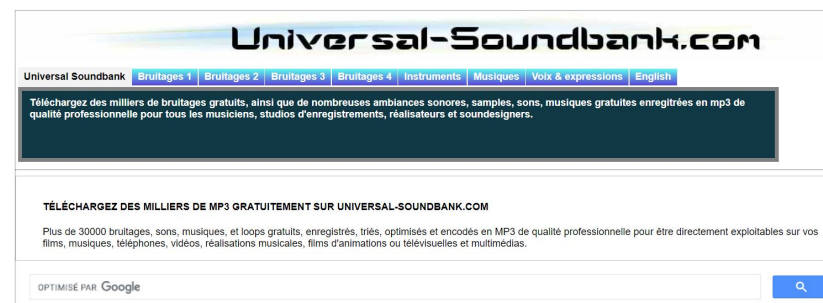 Universal-Soundbank.com
Universal Soundbank Bruitages 1 Bruitages 2 Bruitages 3 Bruitages 4 Instruments Musiques Voix & expressions English
Téléchargez des milliers de bruitages gratuits, ainsi que de nombreuses ambiances sonores, samples, sons, musiques gratuites enregitrées en mp3 de
qualité professionnelle pour tous les musiciens, studios d'enregistrements, réalisateurs et soundesigners.
TÉLÉCHARGEZ DES MILLIERS DE MP3 GRATUITEMENT SUR UNIVERSAL-SOUNDBANK.COM
Plus de 30000 bruitages, sons, musiques, et loops gratuits, enregistrés, triés, optimisés et encodés en MP3 de qualité professionnelle pour être directement exploitables sur vos
films, musiques, téléphones, vidéos, réalisations musicales, films d'animations ou télévisuelles et multimédias.
OPTIMISÉ PAR Google